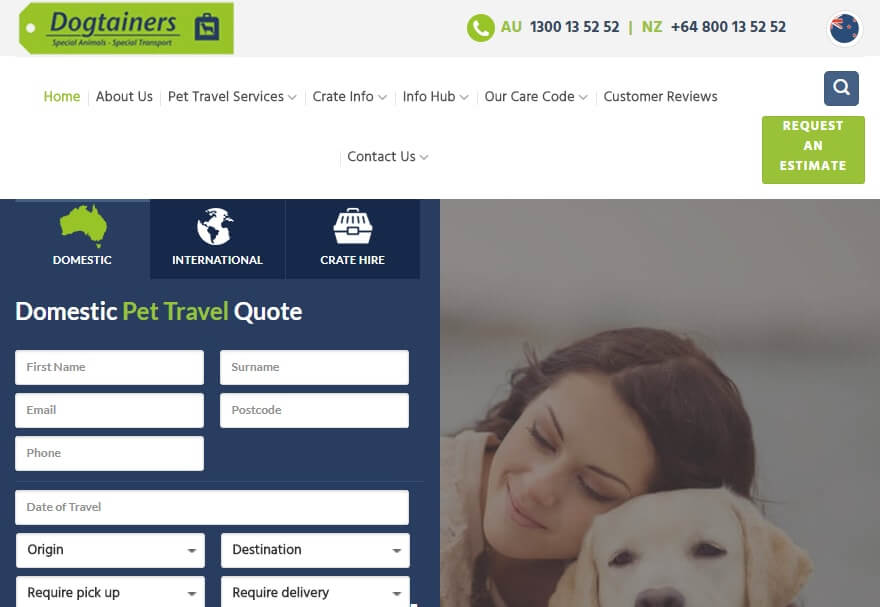 Dogtainers
Special Animals - Special Transport
AU 1300 13 52 52 | NZ +64 800 13 52 52
Home
About Us
Pet Travel Services
Crate Info
Info Hub
Our Care Code
Customer Reviews
Contact Us
REQUEST
AN
ESTIMATE
DOMESTIC
INTERNATIONAL
CRATE HIRE
Domestic Pet Travel Quote
First Name
Surname
Email
Postcode
Phone
Date of Travel
Origin
Destination
Require pick up
Require delivery